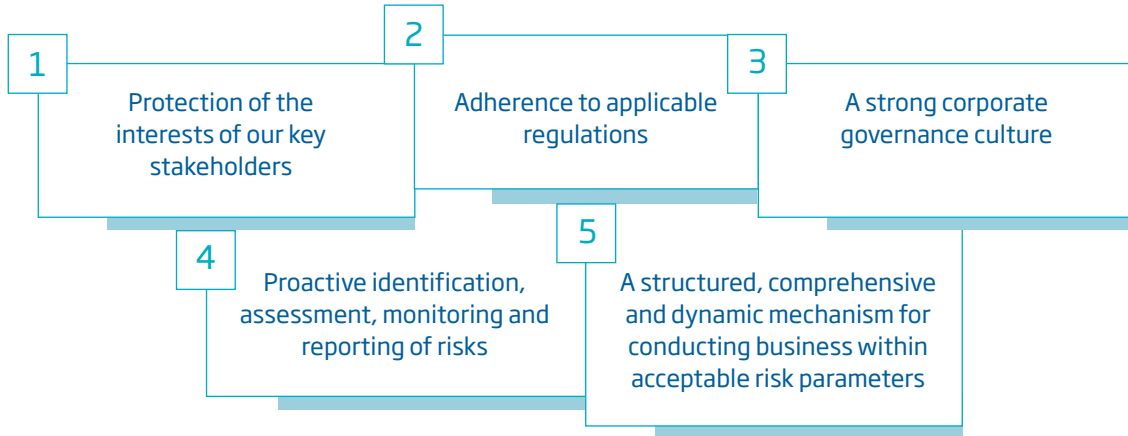 1
Protection of the
interests of our key
stakeholders
2
Adherence to applicable
regulations
3
A strong corporate
governance culture
4
Proactive identification,
assessment, monitoring and
reporting of risks
5
A structured, comprehensive
and dynamic mechanism for
conducting business within
acceptable risk parameters